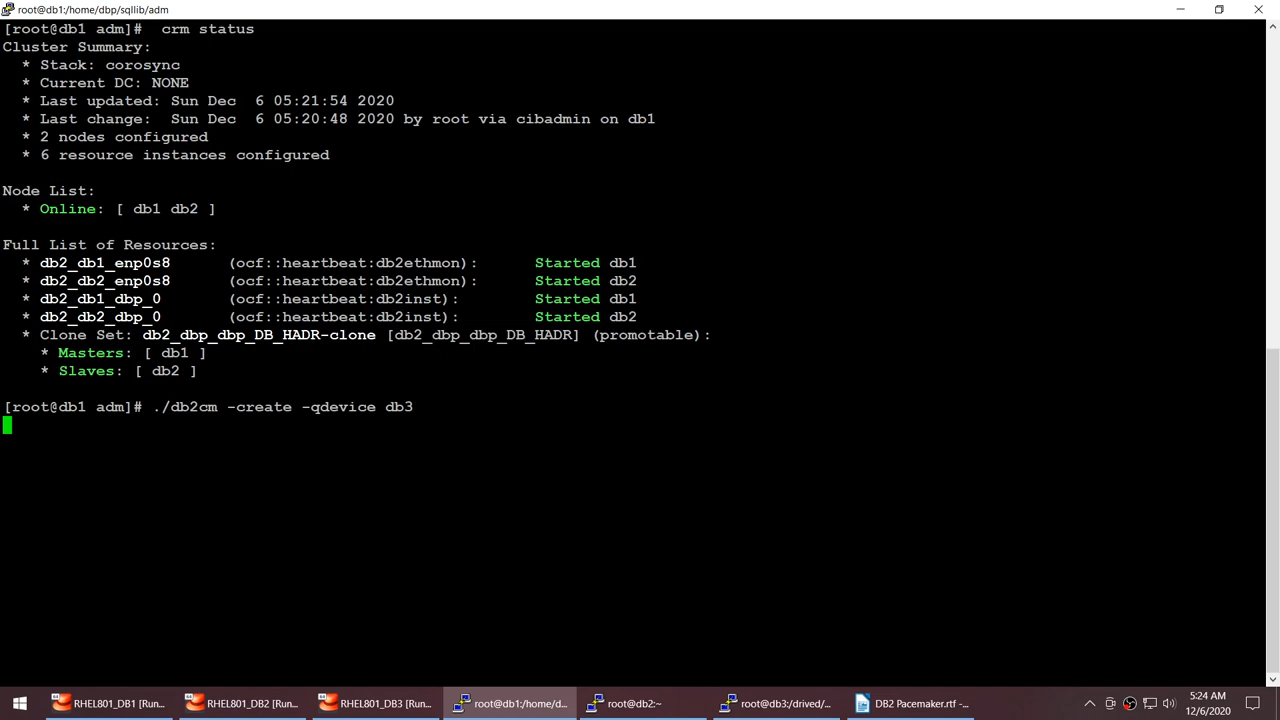 root@db1:/home/dbp/sqllib/adm
[root@db1 adm]#  crm status
Cluster Summary:
  * Stack: corosync
  * Current DC: NONE
  * Last updated: Sun Dec  6 05:21:54 2020
  * Last change:  Sun Dec  6 05:20:48 2020 by root via cibadmin on db1
  * 2 nodes configured
  * 6 resource instances configured
Node List:
  * Online: [ db1 db2 ]
Full List of Resources:
  * db2_db1_enp0s8      (ocf::heartbeat:db2ethmon):      Started db1
  * db2_db2_enp0s8      (ocf::heartbeat:db2ethmon):      Started db2
  * db2_db1_dbp_0       (ocf::heartbeat:db2inst):        Started db1
  * db2_db2_dbp_0       (ocf::heartbeat:db2inst):        Started db2
  * Clone Set: db2_dbp_dbp_DB_HADR-clone [db2_dbp_dbp_DB_HADR] (promotable):
    * Masters: [ db1 ]
    * Slaves: [ db2 ]
[root@db1 adm]# ./db2cm -create -qdevice db3
RHEL801_DB1 [Run... RHEL801_DB2 [Run... RHEL801_DB3 [Run... root@db1:/home/d... root@db2:~ root@db3:/drived/... DB2 Pacemaker.rtf -... 5:24 AM
12/6/2020